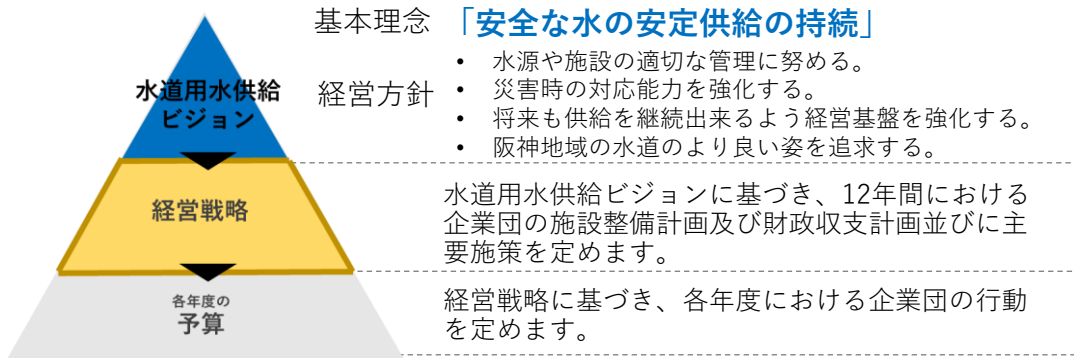 基本理念 「安全な水の安定供給の持続」
水道用水供給
ビジョン
経営方針
• 水源や施設の適切な管理に努める。
• 災害時の対応能力を強化する。
• 将来も供給を継続出来るよう経営基盤を強化する。
• 阪神地域の水道のより良い姿を追求する。
経営戦略
水道用水供給ビジョンに基づき、12年間における
企業団の施設整備計画及び財政収支計画並びに主
要施策を定めます。
各年度の
予算
経営戦略に基づき、各年度における企業団の行動
を定めます。